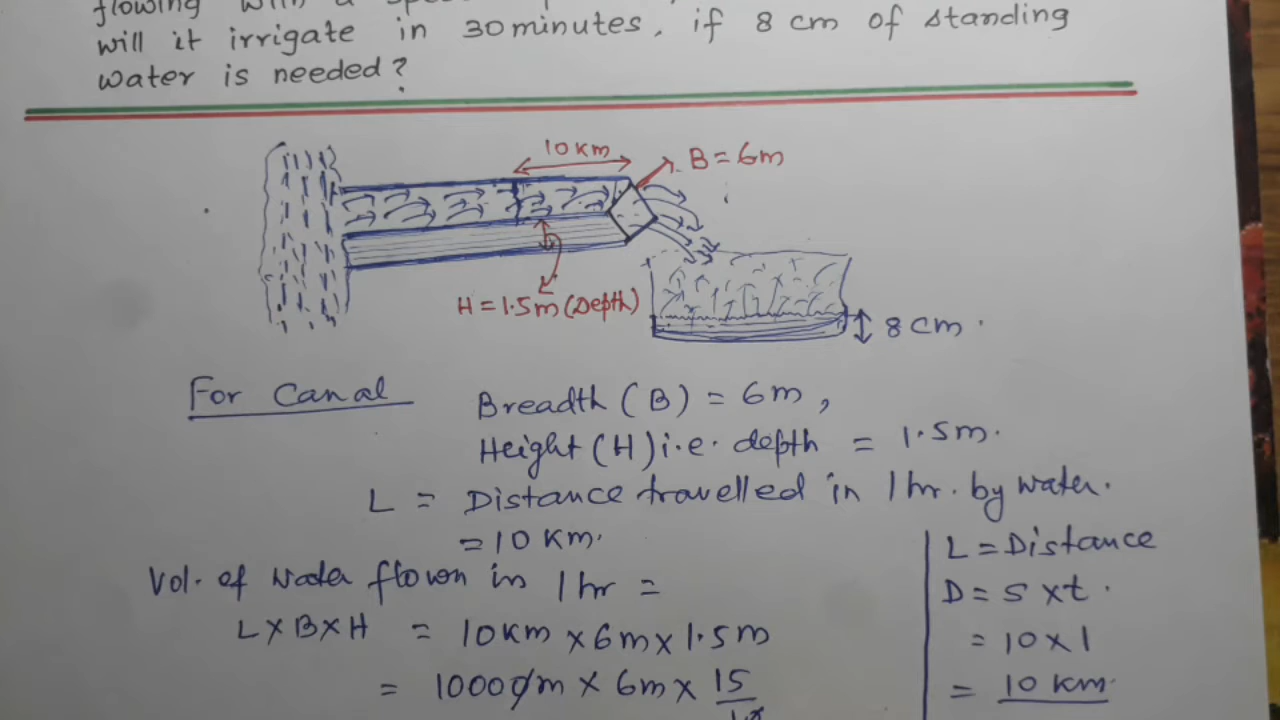 flowing with a
will it irrigate in 30 minutes, if 8 cm of standing
water is needed?
10 Km
B = 6m
H = 1.5m (Depth)
8 cm.
For Canal
Breadth (B) = 6m,
Height (H) i.e. depth = 1.5m.
L = Distance travelled in 1 hr. by water.
= 10 Km.
Vol. of water flown in 1 hr =
L X B X H = 10 Km x 6m x 1.5m
= 10000m x 6m x 15
10
L = Distance
D = S x t.
= 10 x 1
= 10 Km.